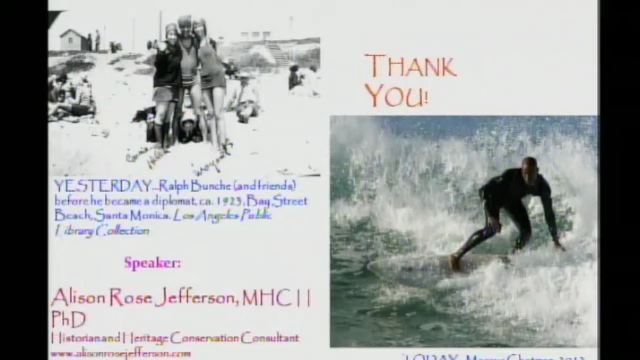 THANK
YOU!
YESTERDAY–Ralph Bunche (and friends)
before he became a diplomat, ca. 1923, Bay Street
Beach, Santa Monica. Los Angeles Public
Library Collection
Speaker:
Alison Rose Jefferson, MHC||
PhD
Historian and Heritage Conservation Consultant
www.alisonrosejefferson.com